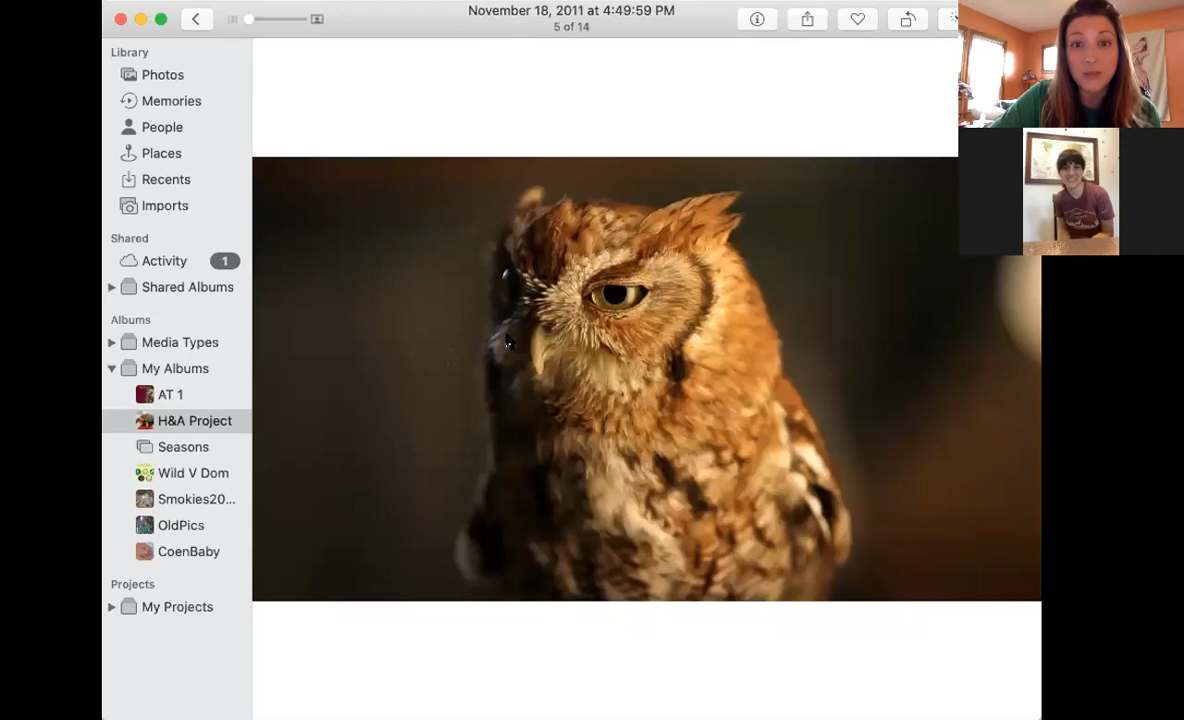 November 18, 2011 at 4:49:59 PM
5 of 14
Library
Photos
Memories
People
Places
Recents
Imports
Shared
Activity 1
Shared Albums
Albums
Media Types
My Albums
AT 1
H&A Project
Seasons
Wild V Dom
Smokies20...
OldPics
CoenBaby
Projects
My Projects